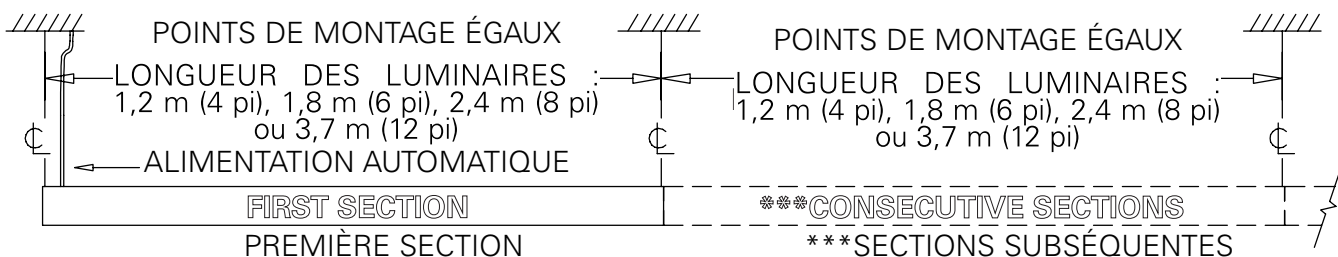 POINTS DE MONTAGE ÉGAUX
LONGUEUR DES LUMINAIRES :
1,2 m (4 pi), 1,8 m (6 pi), 2,4 m (8 pi)
ou 3,7 m (12 pi)
ALIMENTATION AUTOMATIQUE
FIRST SECTION
PREMIÈRE SECTION
POINTS DE MONTAGE ÉGAUX
LONGUEUR DES LUMINAIRES :
1,2 m (4 pi), 1,8 m (6 pi), 2,4 m (8 pi)
ou 3,7 m (12 pi)
***CONSECUTIVE SECTIONS
***SECTIONS SUBSÉQUENTES
℄
℄
℄